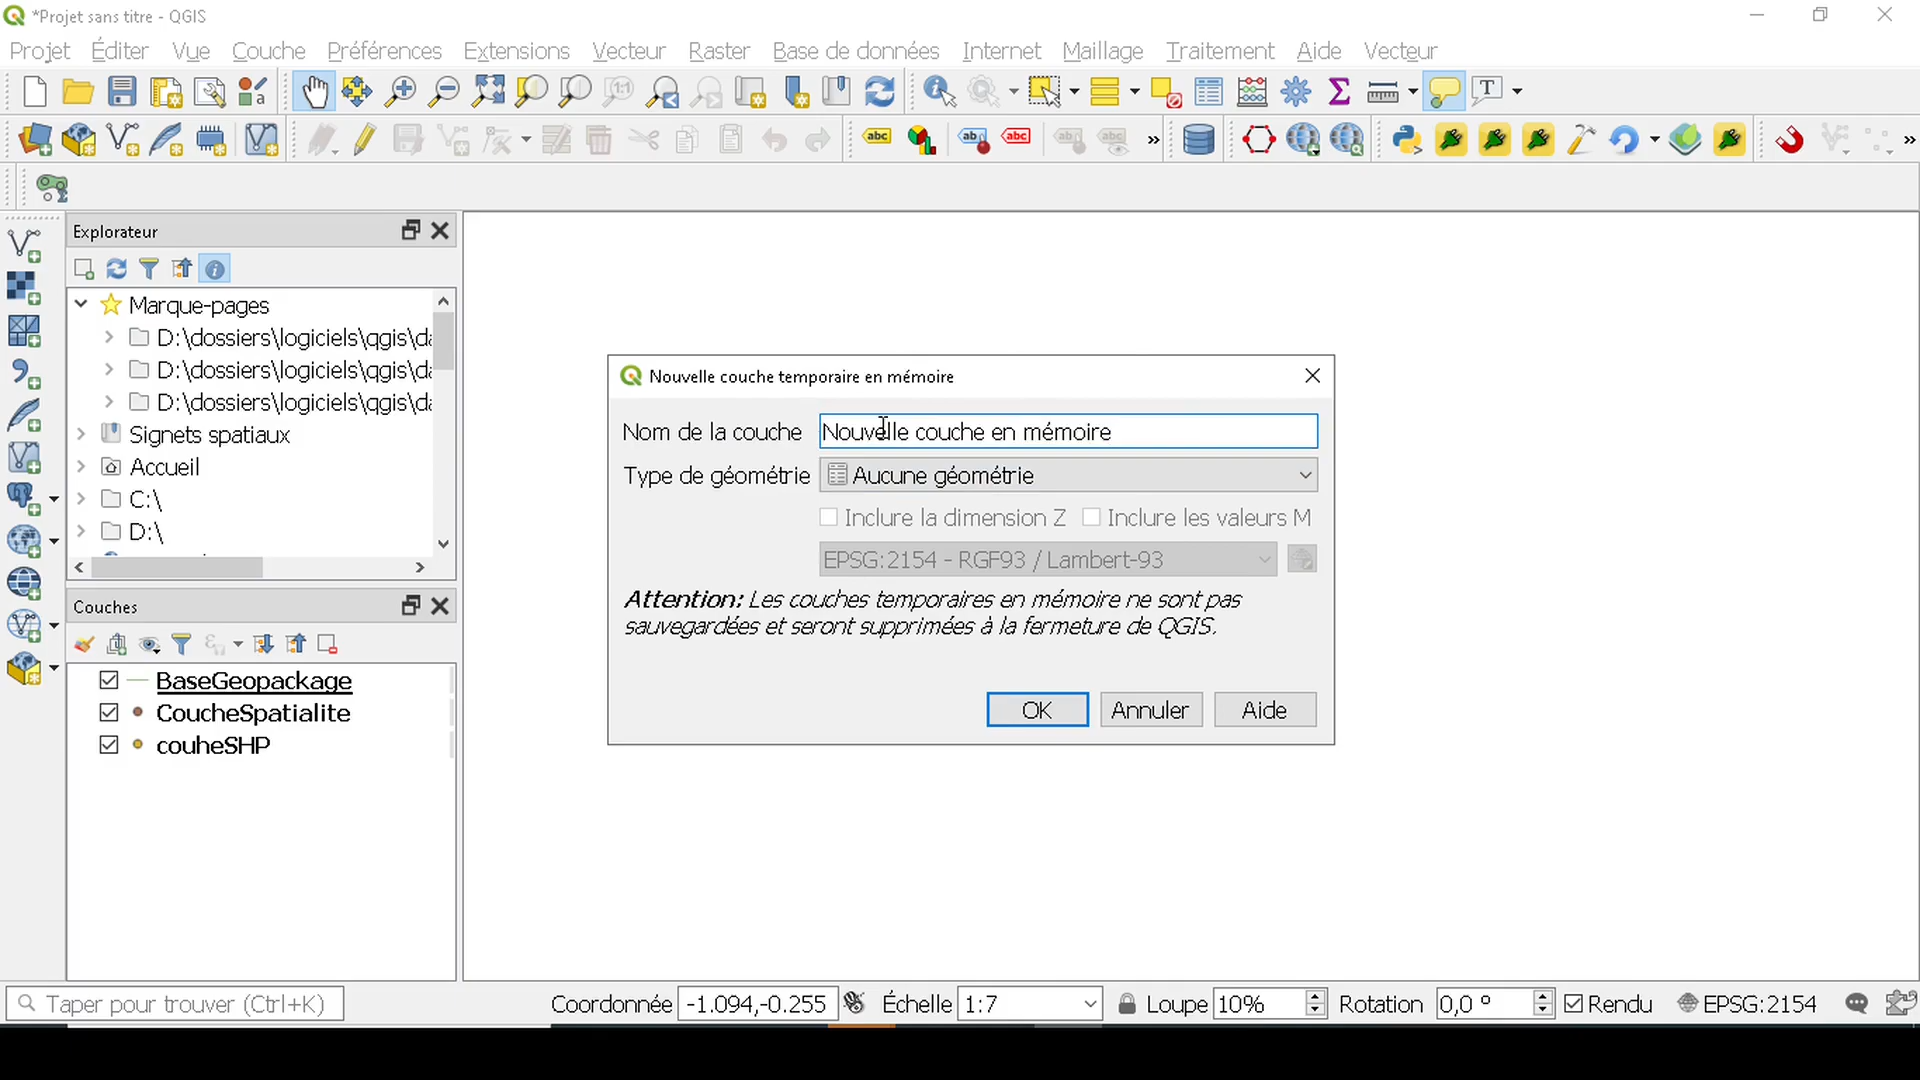 *Projet sans titre - QGIS
Projet Éditer Vue Couche Préférences Extensions Vecteur Raster Base de données Internet Maillage Traitement Aide Vecteur
Explorateur
Marque-pages
D:\dossiers\logiciels\qgis\da
D:\dossiers\logiciels\qgis\da
D:\dossiers\logiciels\qgis\da
Signets spatiaux
Accueil
C:\
D:\
Couches
BaseGeopackage
CoucheSpatialite
couheSHP
Nouvelle couche temporaire en mémoire
Nom de la couche Nouvelle couche en mémoire
Type de géométrie Aucune géométrie
Inclure la dimension Z Inclure les valeurs M
EPSG:2154 - RGF93 / Lambert-93
Attention: Les couches temporaires en mémoire ne sont pas
sauvegardées et seront supprimées à la fermeture de QGIS.
OK Annuler Aide
Taper pour trouver (Ctrl+K) Coordonnée -1.094,-0.255 Échelle 1:7 Loupe 10% Rotation 0,0 ° Rendu EPSG:2154